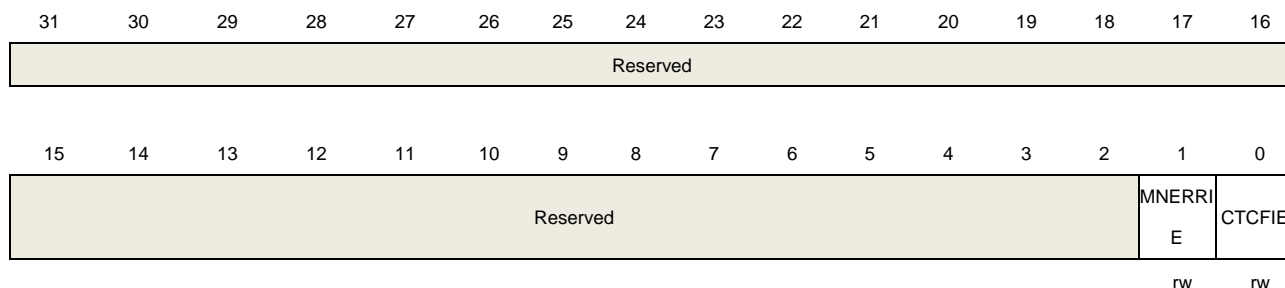 31 30 29 28 27 26 25 24 23 22 21 20 19 18 17 16
Reserved
15 14 13 12 11 10 9 8 7 6 5 4 3 2 1 0
Reserved
MNERRI
E
CTCFIE
rw rw